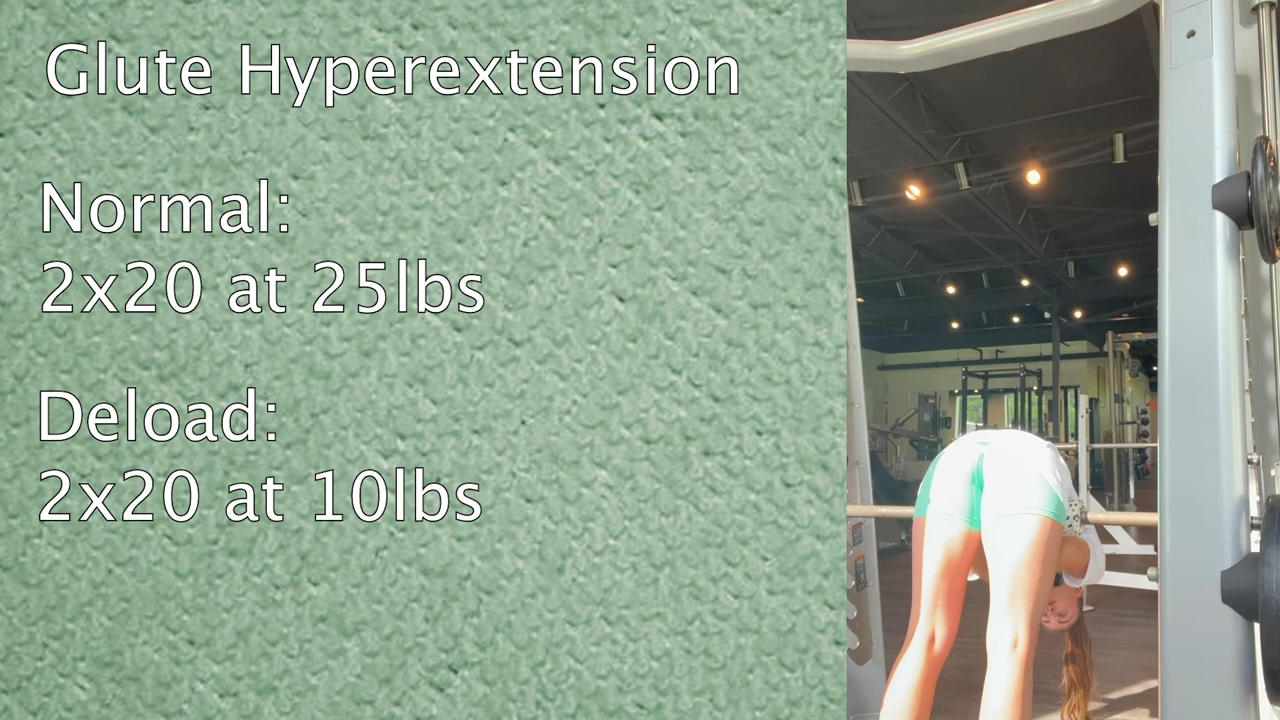 Glute Hyperextension
Normal:
2x20 at 25lbs
Deload:
2x20 at 10lbs